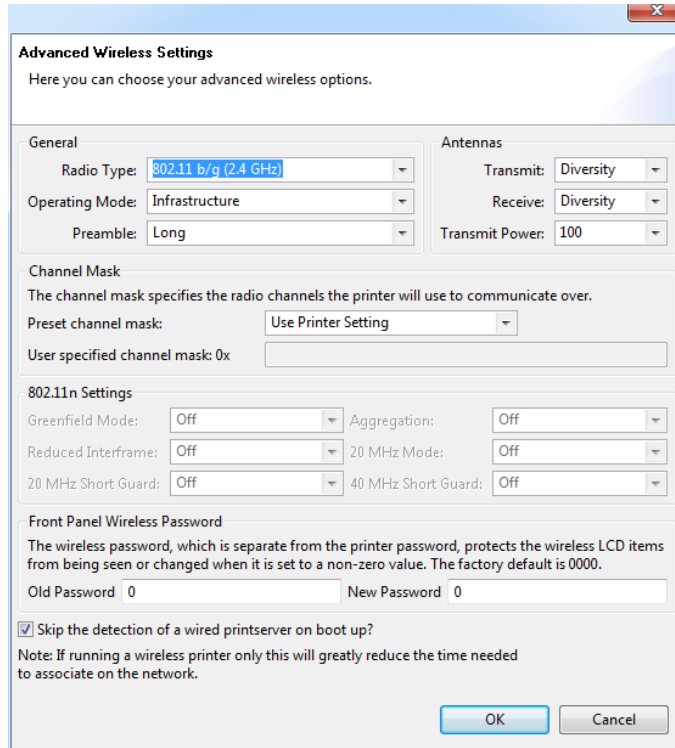 Advanced Wireless Settings
Here you can choose your advanced wireless options.
General
Radio Type: 802.11 b/g (2.4 GHz)
Operating Mode: Infrastructure
Preamble: Long
Antennas
Transmit: Diversity
Receive: Diversity
Transmit Power: 100
Channel Mask
The channel mask specifies the radio channels the printer will use to communicate over.
Preset channel mask: Use Printer Setting
User specified channel mask: 0x
802.11n Settings
Greenfield Mode: Off Aggregation: Off
Reduced Interframe: Off 20 MHz Mode: Off
20 MHz Short Guard: Off 40 MHz Short Guard: Off
Front Panel Wireless Password
The wireless password, which is separate from the printer password, protects the wireless LCD items
from being seen or changed when it is set to a non-zero value. The factory default is 0000.
Old Password 0 New Password 0
Skip the detection of a wired printserver on boot up?
Note: If running a wireless printer only this will greatly reduce the time needed
to associate on the network.
OK Cancel